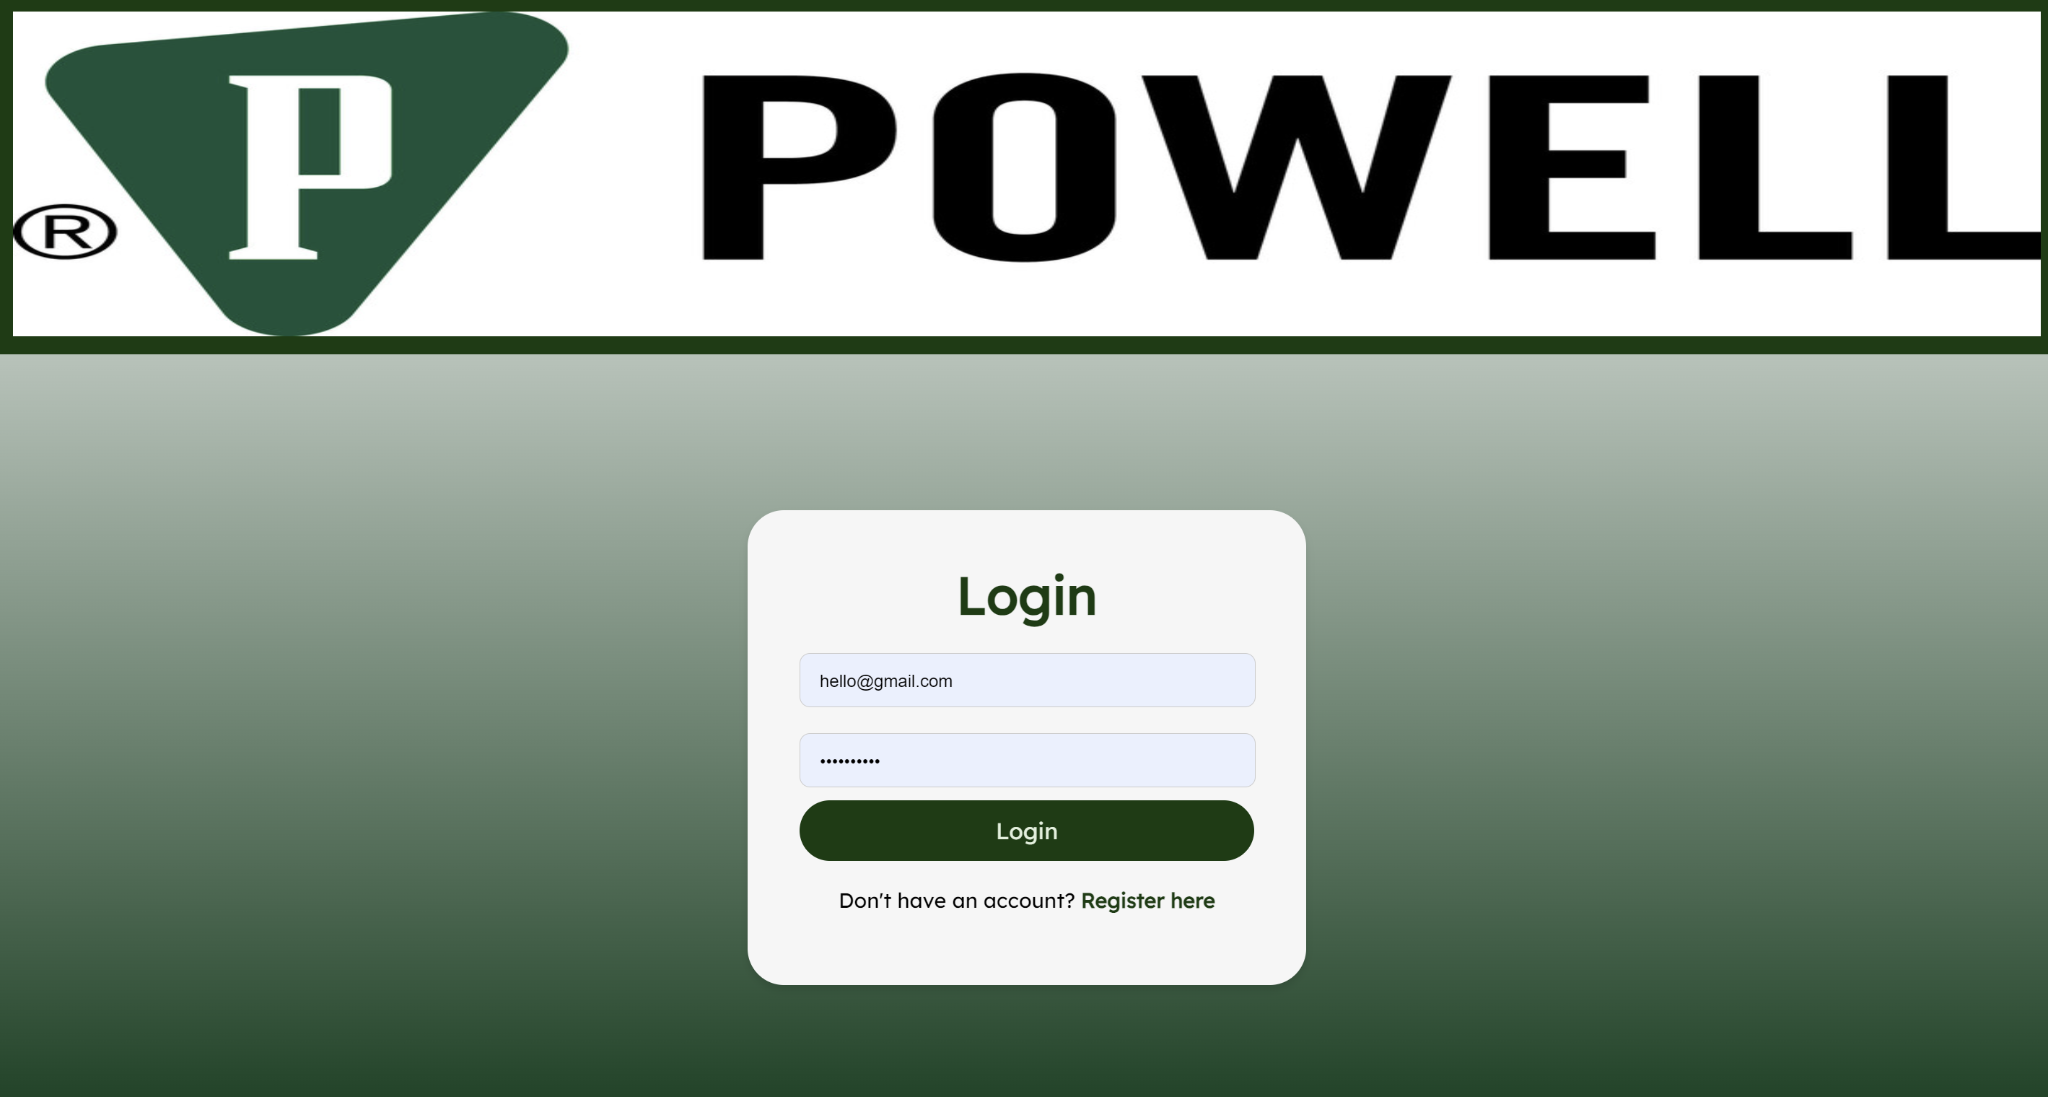 ® P POWELL
Login
hello@gmail.com
••••••••••
Login
Don't have an account? Register here